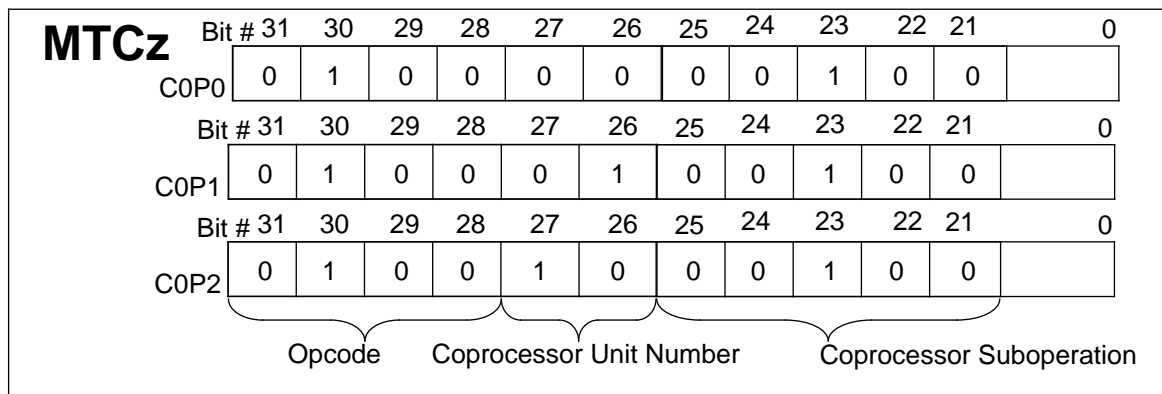 MTCz Bit # 31 30 29 28 27 26 25 24 23 22 21 0
C0P0 0 1 0 0 0 0 0 0 1 0 0
Bit # 31 30 29 28 27 26 25 24 23 22 21 0
C0P1 0 1 0 0 0 1 0 0 1 0 0
Bit # 31 30 29 28 27 26 25 24 23 22 21 0
C0P2 0 1 0 0 1 0 0 0 1 0 0
Opcode Coprocessor Unit Number Coprocessor Suboperation